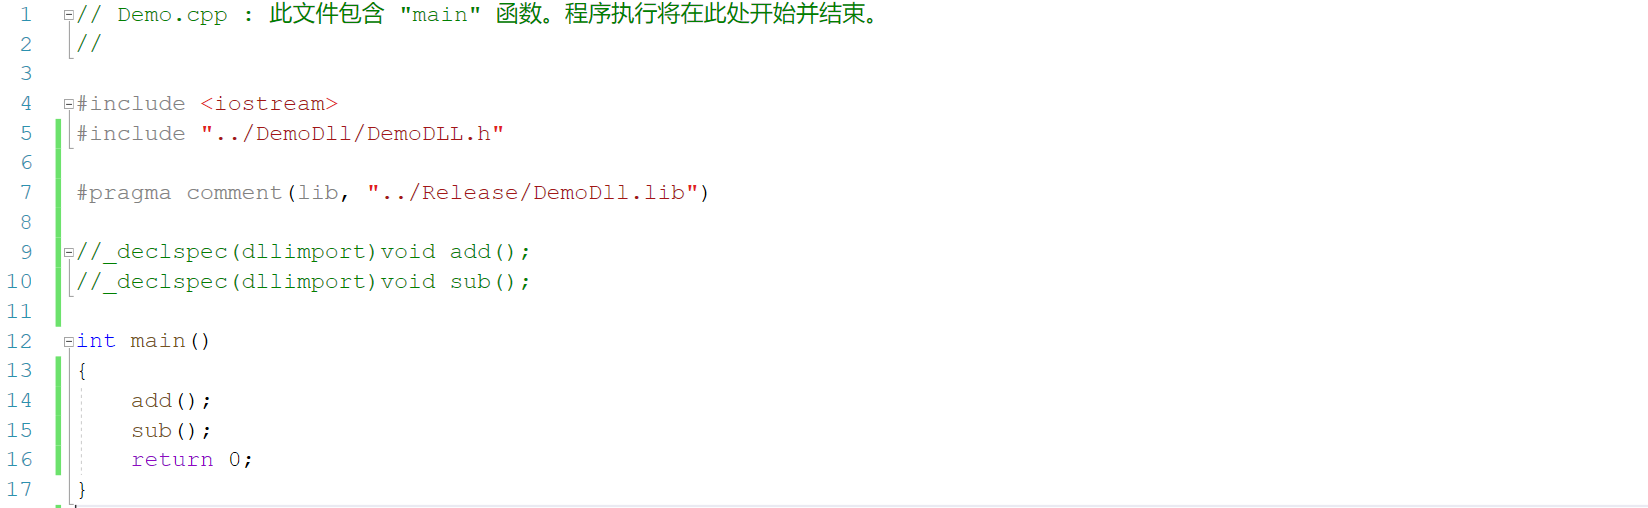 1 // Demo.cpp : 此文件包含 "main" 函数。程序执行将在此处开始并结束。
2 //
3
4 #include <iostream>
5 #include "../DemoDll/DemoDLL.h"
6
7 #pragma comment(lib, "../Release/DemoDll.lib")
8
9 //_declspec(dllimport)void add();
10 //_declspec(dllimport)void sub();
11
12 int main()
13 {
14     add();
15     sub();
16     return 0;
17 }